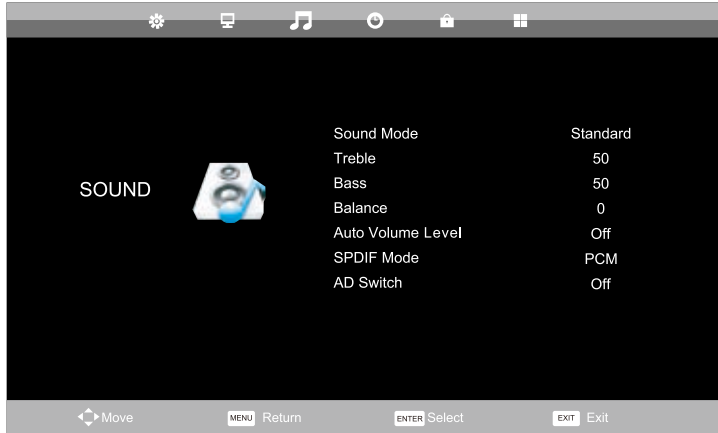 Sound Mode Standard
Treble 50
SOUND
Bass 50
Balance 0
Auto Volume Level Off
SPDIF Mode PCM
AD Switch Off
Move MENU Return ENTER Select EXIT Exit